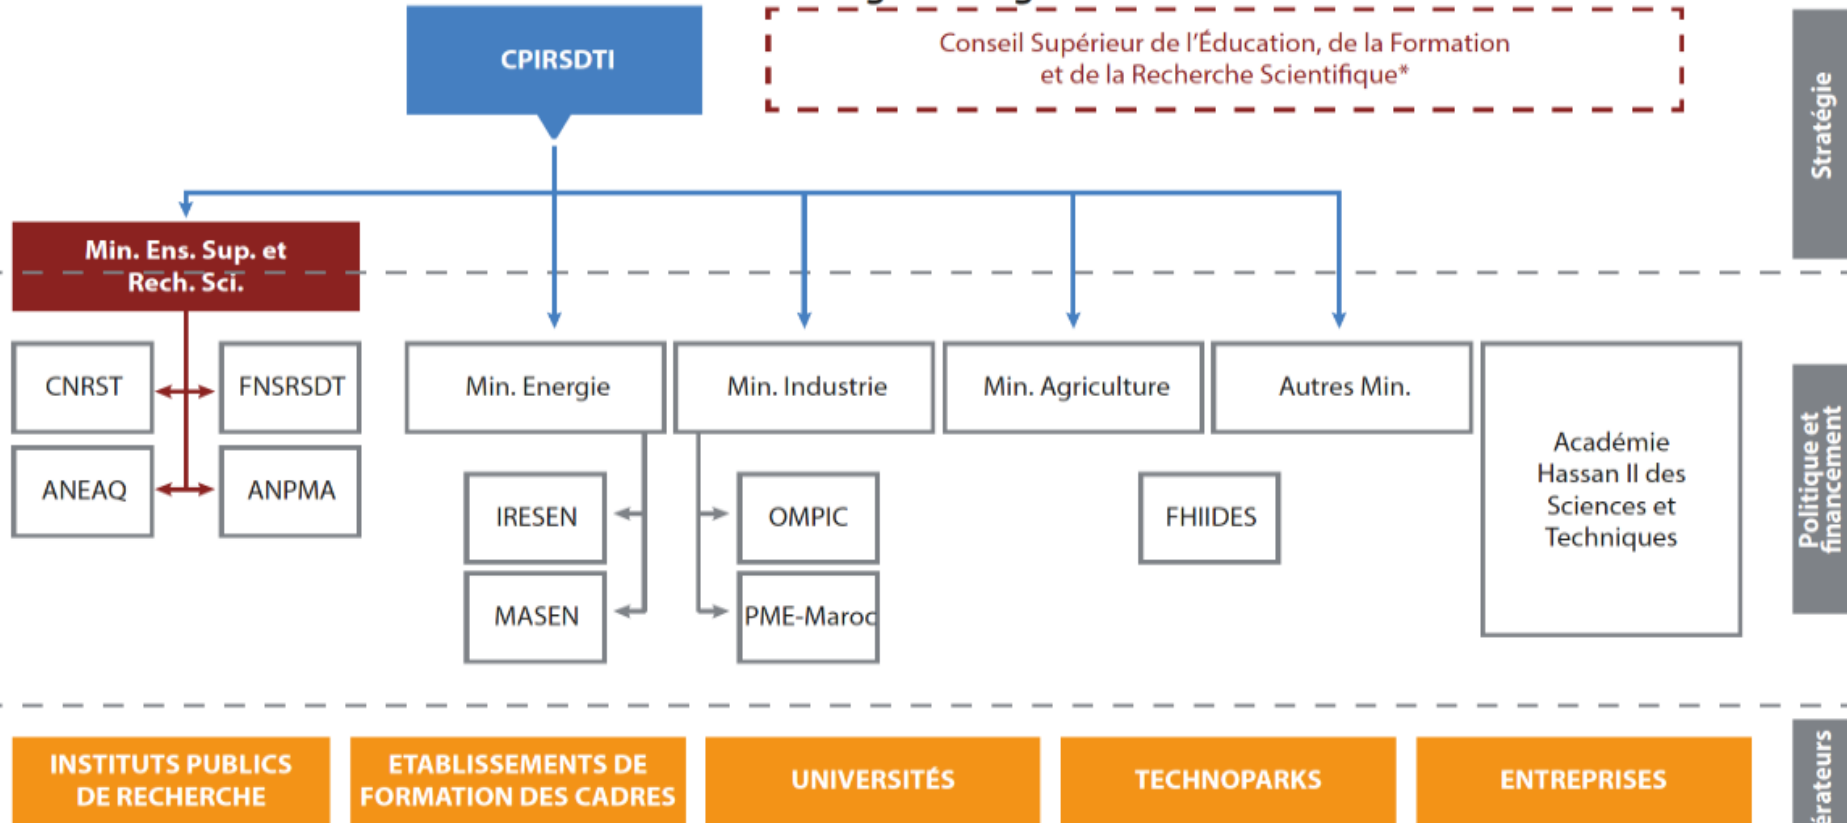 CPIRSDTI
Conseil Supérieur de l'Éducation, de la Formation
et de la Recherche Scientifique*
Stratégie
Min. Ens. Sup. et
Rech. Sci.
CNRST
FNSRSDT
ANEAQ
ANPMA
Min. Energie
Min. Industrie
Min. Agriculture
Autres Min.
IRESEN
MASEN
OMPIC
PME-Maroc
FHIIDES
Académie
Hassan II des
Sciences et
Techniques
Politique et
financement
INSTITUTS PUBLICS
DE RECHERCHE
ETABLISSEMENTS DE
FORMATION DES CADRES
UNIVERSITÉS
TECHNOPARKS
ENTREPRISES